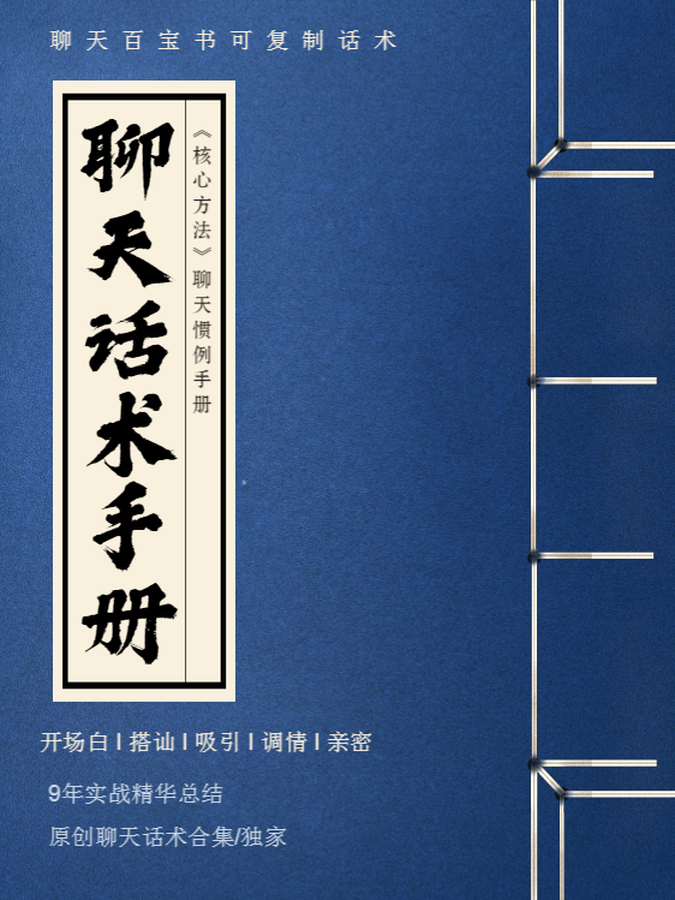 聊天百宝书可复制话术
聊天话术手册
《核心方法》聊天惯例手册
开场白 | 搭讪 | 吸引 | 调情 | 亲密
9年实战精华总结
原创聊天话术合集/独家